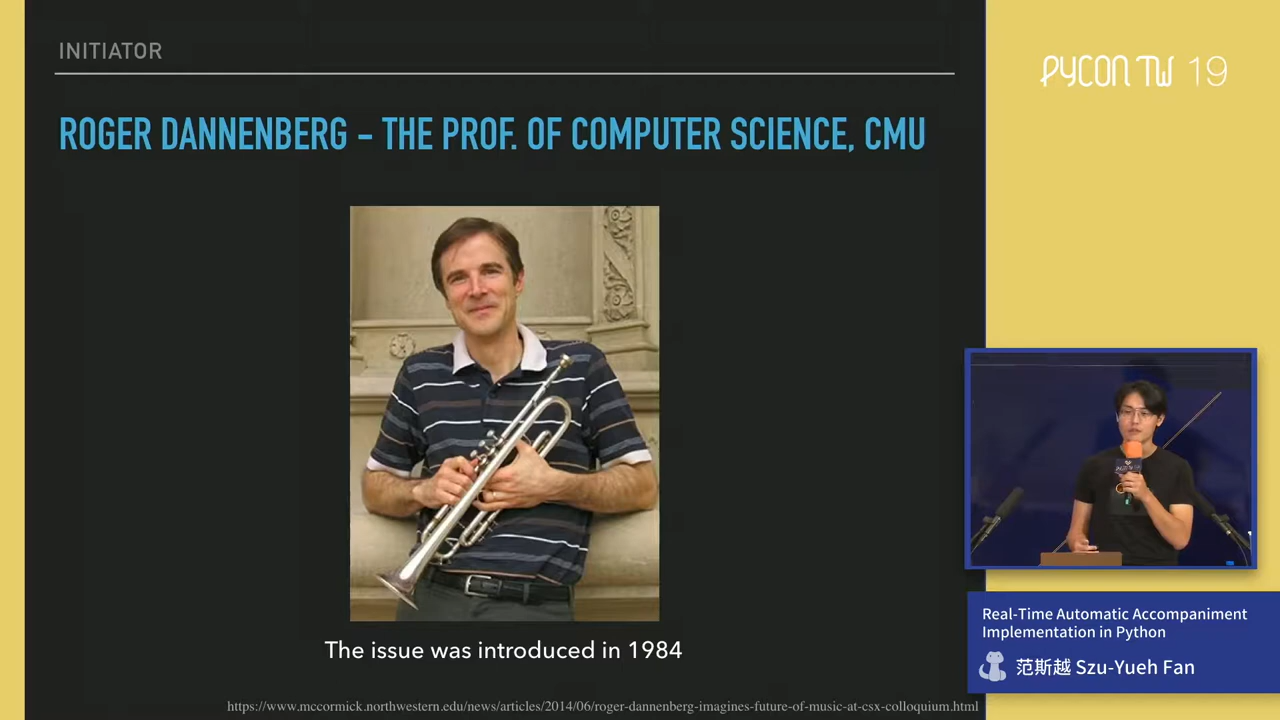 INITIATOR
ROGER DANNENBERG - THE PROF. OF COMPUTER SCIENCE, CMU
The issue was introduced in 1984
https://www.mccormick.northwestern.edu/news/articles/2014/06/roger-dannenberg-imagines-future-of-music-at-csx-colloquium.html
PYCON TW 19
Real-Time Automatic Accompaniment
Implementation in Python
范斯越 Szu-Yueh Fan